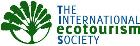 THE
INTERNATIONAL
ecotourism
SOCIETY